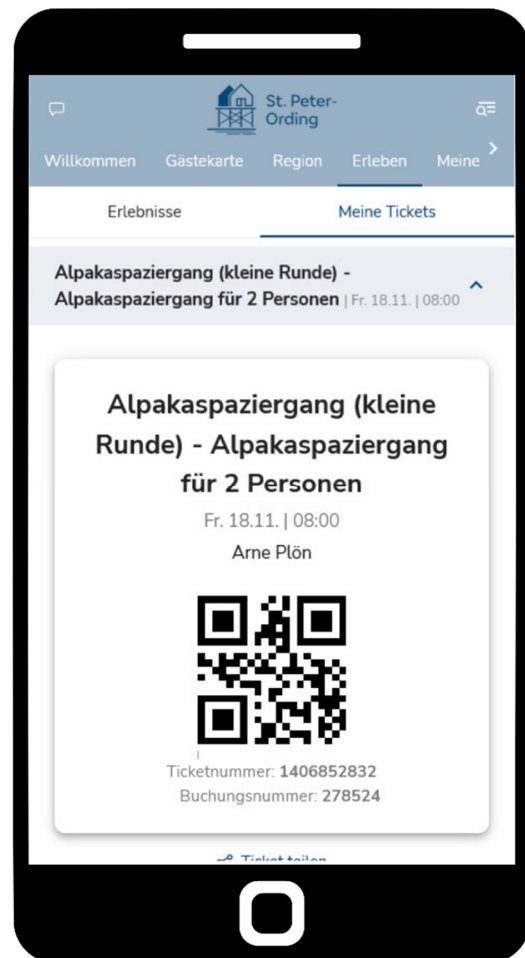 St. Peter-
Ording
Willkommen Gästekarte Region Erleben Meine
Erlebnisse Meine Tickets
Alpakaspaziergang (kleine Runde) -
Alpakaspaziergang für 2 Personen | Fr. 18.11. | 08:00
Alpakaspaziergang (kleine
Runde) - Alpakaspaziergang
für 2 Personen
Fr. 18.11. | 08:00
Arne Plön
Ticketnummer: 1406852832
Buchungsnummer: 278524
Ticket teilen